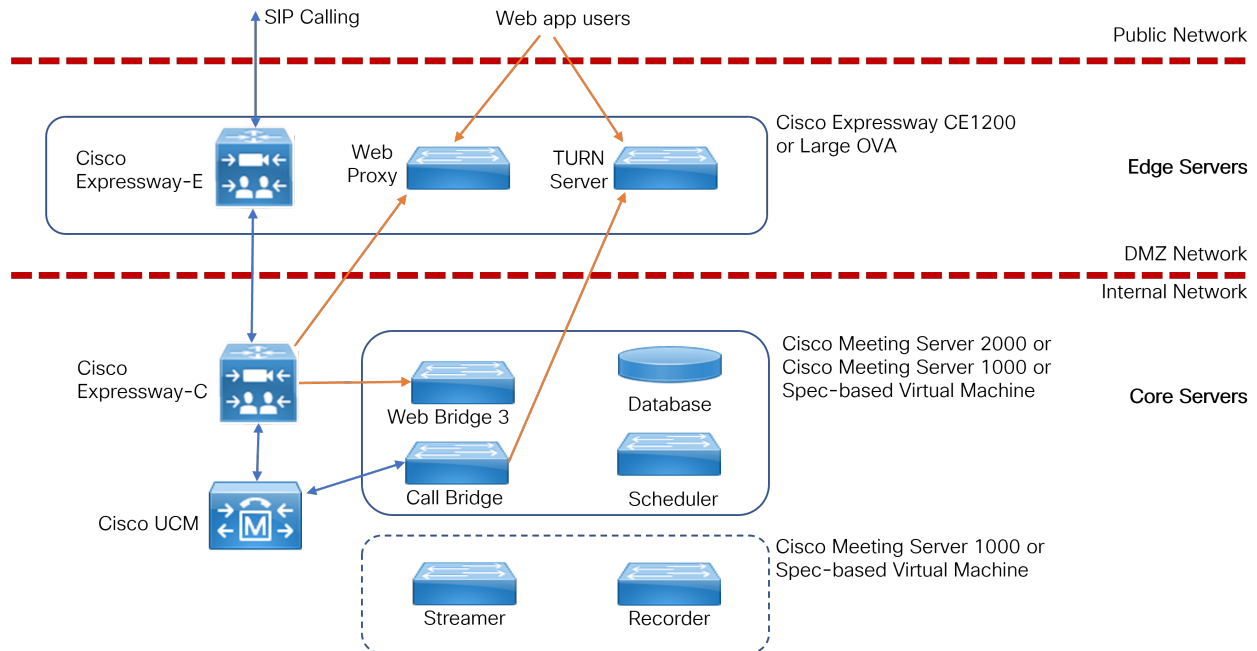 SIP Calling
Web app users
Public Network
Cisco
Expressway-E
Web
Proxy
TURN
Server
Cisco Expressway CE1200
or Large OVA
Edge Servers
DMZ Network
Internal Network
Cisco
Expressway-C
Web Bridge 3
Database
Cisco Meeting Server 2000 or
Cisco Meeting Server 1000 or
Spec-based Virtual Machine
Core Servers
Call Bridge
Scheduler
Cisco UCM
M
Cisco Meeting Server 1000 or
Spec-based Virtual Machine
Streamer
Recorder